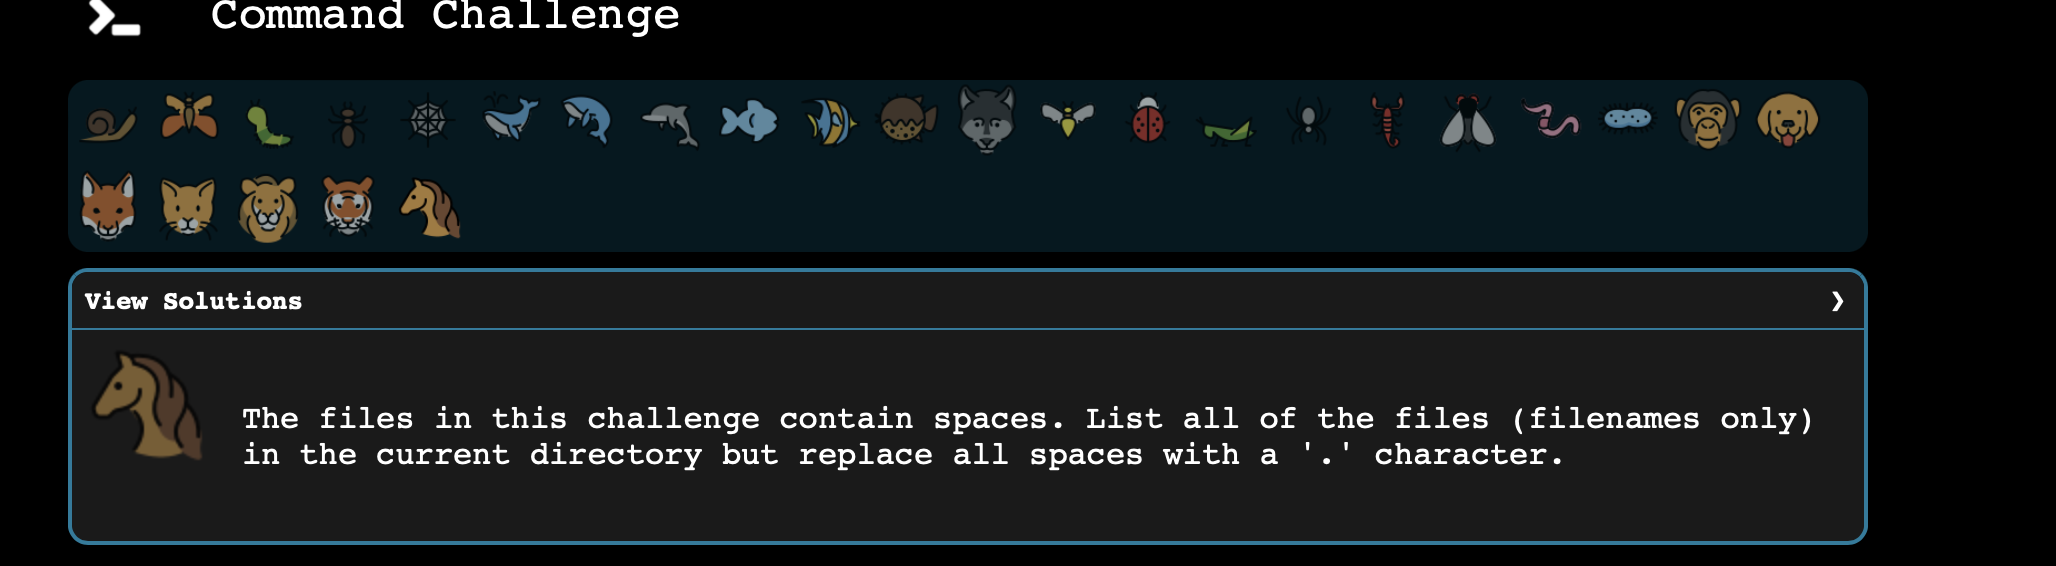 Command Challenge
View Solutions
The files in this challenge contain spaces. List all of the files (filenames only)
in the current directory but replace all spaces with a '.' character.